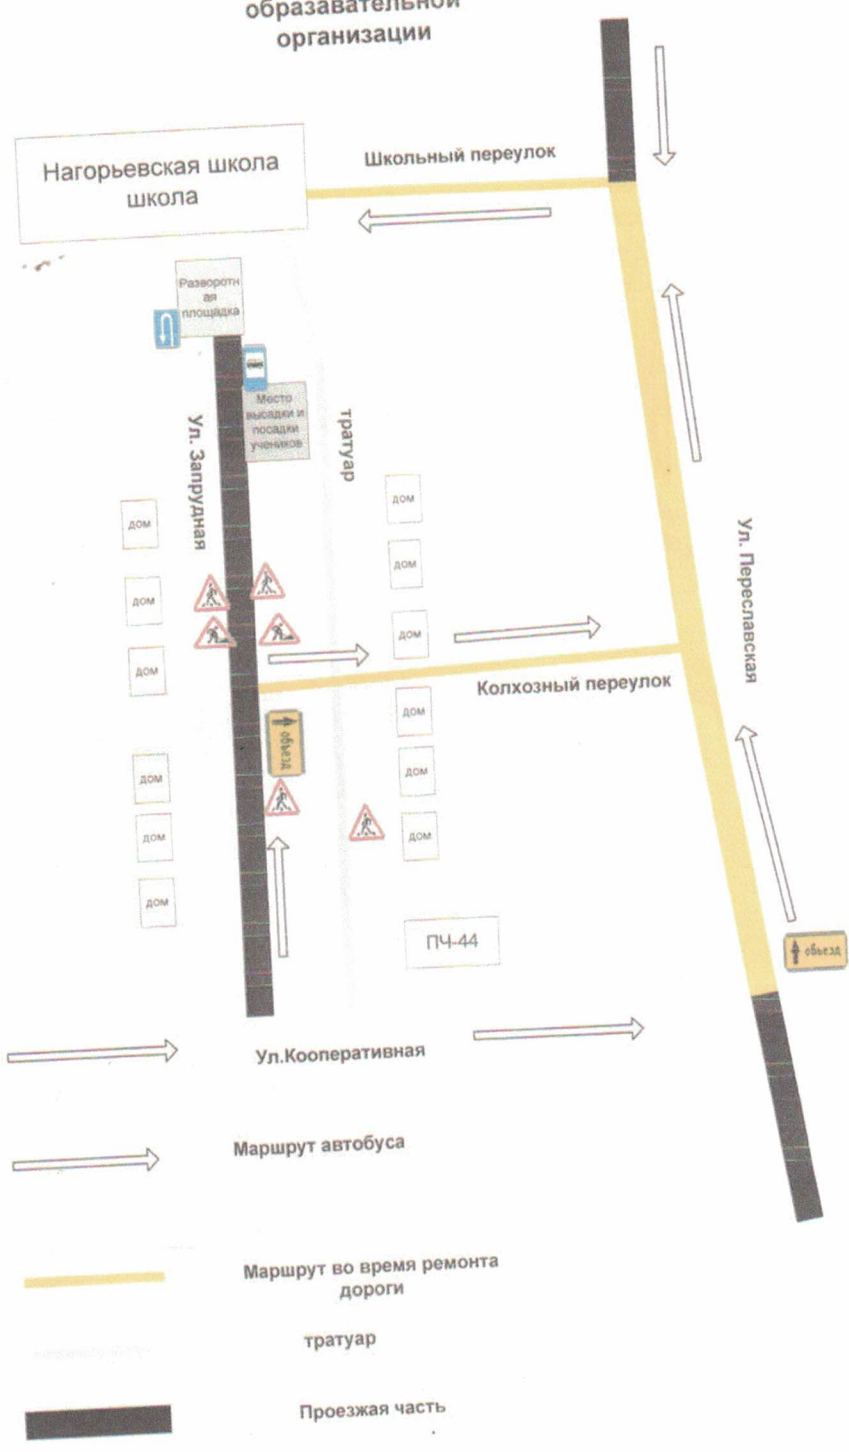 образавательной
организации
Школьный переулок
Нагорьевская школа
школа
Разворотн
ая
площадка
Место
высадки и
посадки
учеников
Ул. Запрудная
тратуар
дом
дом
дом
дом
дом
дом
дом
дом
дом
дом
дом
дом
Ул. Переславская
Колхозный переулок
объезд
объезд
ПЧ-44
Ул.Кооперативная
Маршрут автобуса
Маршрут во время ремонта
дороги
тратуар
Проезжая часть